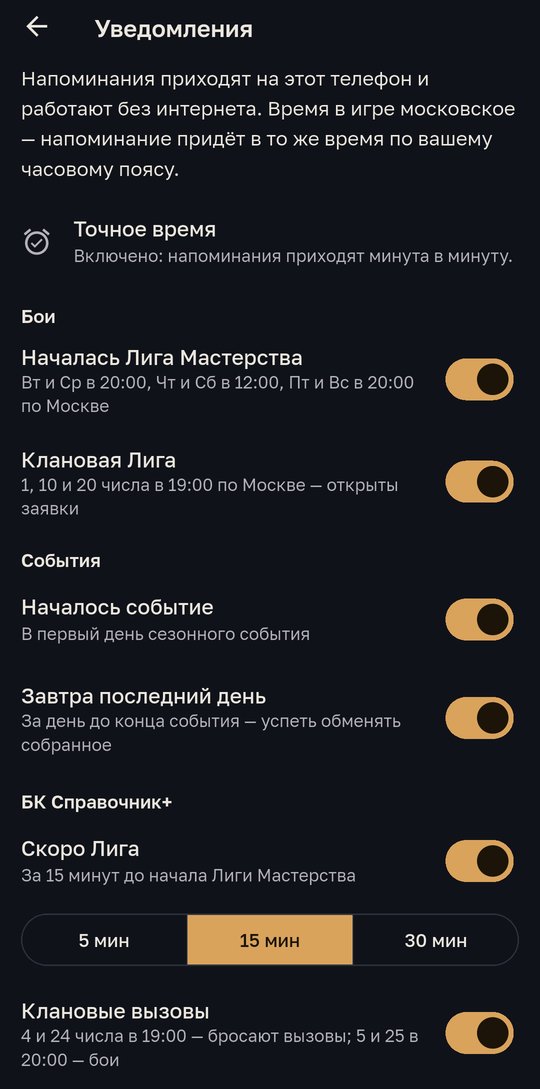 Уведомления
Напоминания приходят на этот телефон и
работают без интернета. Время в игре московское
— напоминание придёт в то же время по вашему
часовому поясу.
Точное время
Включено: напоминания приходят минута в минуту.
Бои
Началась Лига Мастерства
Вт и Ср в 20:00, Чт и Сб в 12:00, Пт и Вс в 20:00
по Москве
Клановая Лига
1, 10 и 20 числа в 19:00 по Москве — открыты
заявки
События
Началось событие
В первый день сезонного события
Завтра последний день
За день до конца события — успеть обменять
собранное
БК Справочник+
Скоро Лига
За 15 минут до начала Лиги Мастерства
5 мин
15 мин
30 мин
Клановые вызовы
4 и 24 числа в 19:00 — бросают вызовы; 5 и 25 в
20:00 — бои